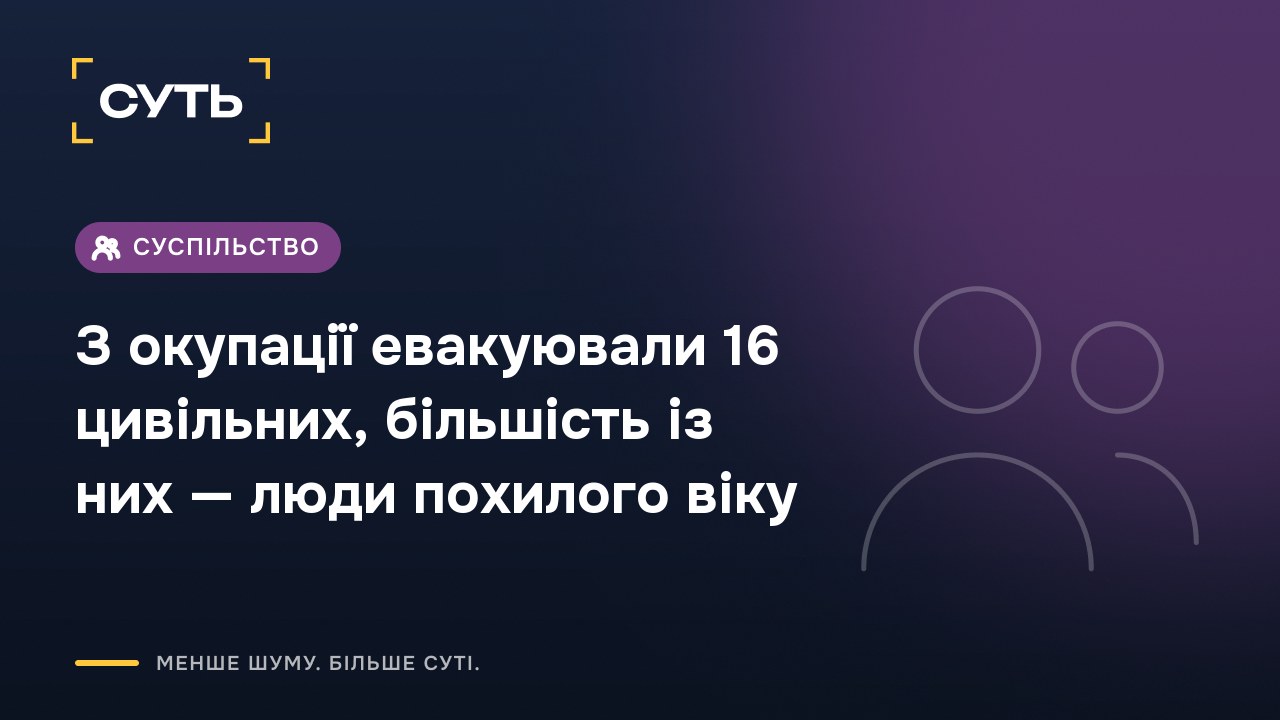 СУТЬ
СУСПІЛЬСТВО
З окупації евакуювали 16
цивільних, більшість із
них — люди похилого віку
МЕНШЕ ШУМУ. БІЛЬШЕ СУТІ.